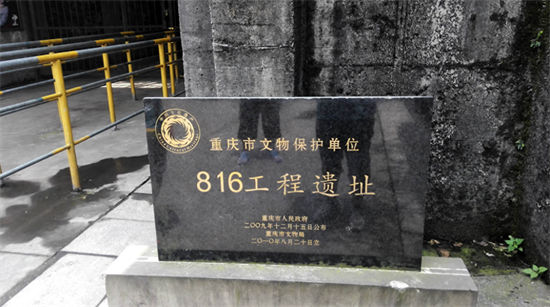 重庆市文物保护单位
816工程遗址
重庆市人民政府
二〇〇九年十二月十五日公布
重庆市文物局
二〇一〇年八月二十日立